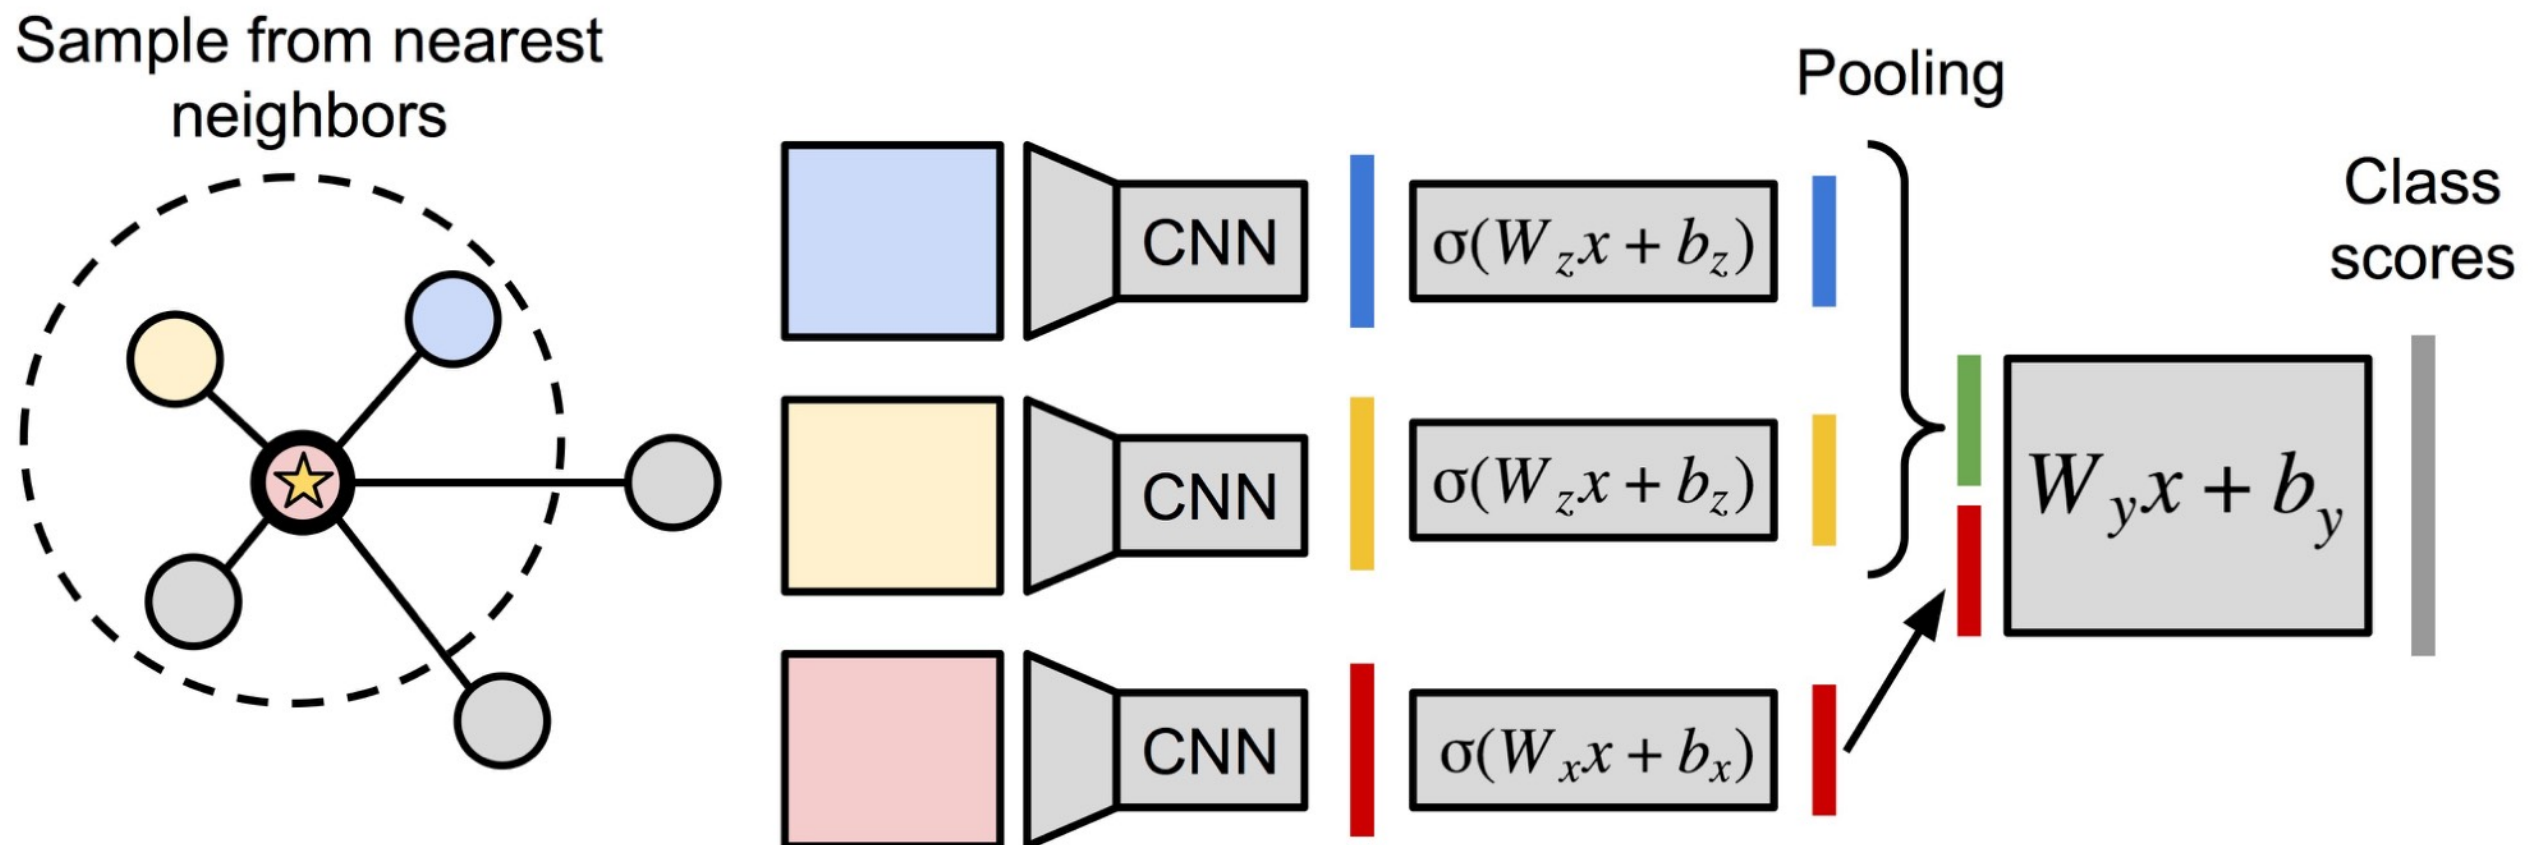 Sample from nearest
neighbors
Pooling
Class
scores
CNN
σ(W_z x + b_z)
CNN
σ(W_z x + b_z)
W_y x + b_y
CNN
σ(W_x x + b_x)